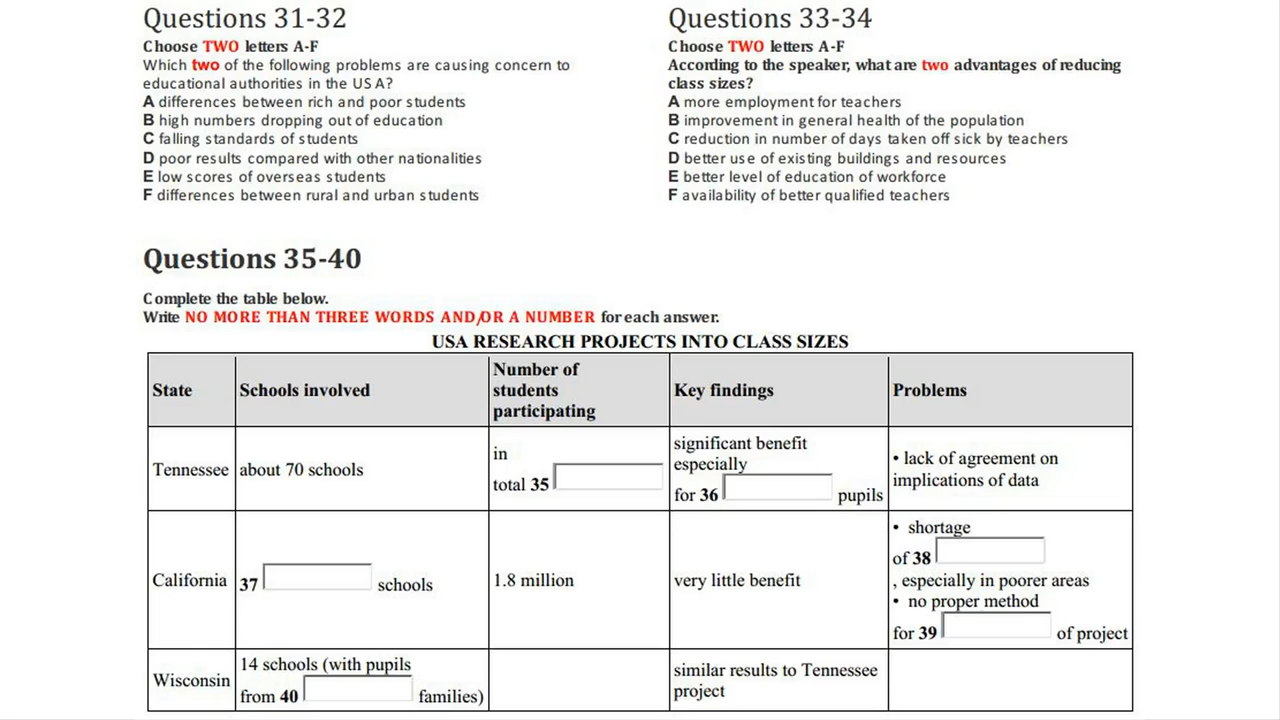 Questions 31-32
Choose TWO letters A-F
Which two of the following problems are causing concern to
educational authorities in the US A?
A differences between rich and poor students
B high numbers dropping out of education
C falling standards of students
D poor results compared with other nationalities
E low scores of overseas students
F differences between rural and urban students
Questions 33-34
Choose TWO letters A-F
According to the speaker, what are two advantages of reducing
class sizes?
A more employment for teachers
B improvement in general health of the population
C reduction in number of days taken off sick by teachers
D better use of existing buildings and resources
E better level of education of workforce
F availability of better qualified teachers
Questions 35-40
Complete the table below.
Write NO MORE THAN THREE WORDS AND/OR A NUMBER for each answer.
USA RESEARCH PROJECTS INTO CLASS SIZES
State
Schools involved
Number of
students
participating
Key findings
Problems
Tennessee
about 70 schools
in
total 35
significant benefit
especially
for 36 pupils
• lack of agreement on
implications of data
California
37 schools
1.8 million
very little benefit
• shortage
of 38
, especially in poorer areas
• no proper method
for 39 of project
Wisconsin
14 schools (with pupils
from 40 families)
similar results to Tennessee
project